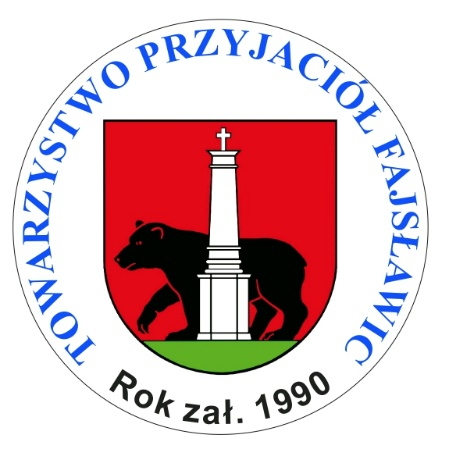 TOWARZYSTWO PRZYJACIÓŁ FAJSŁAWIC
Rok zał. 1990